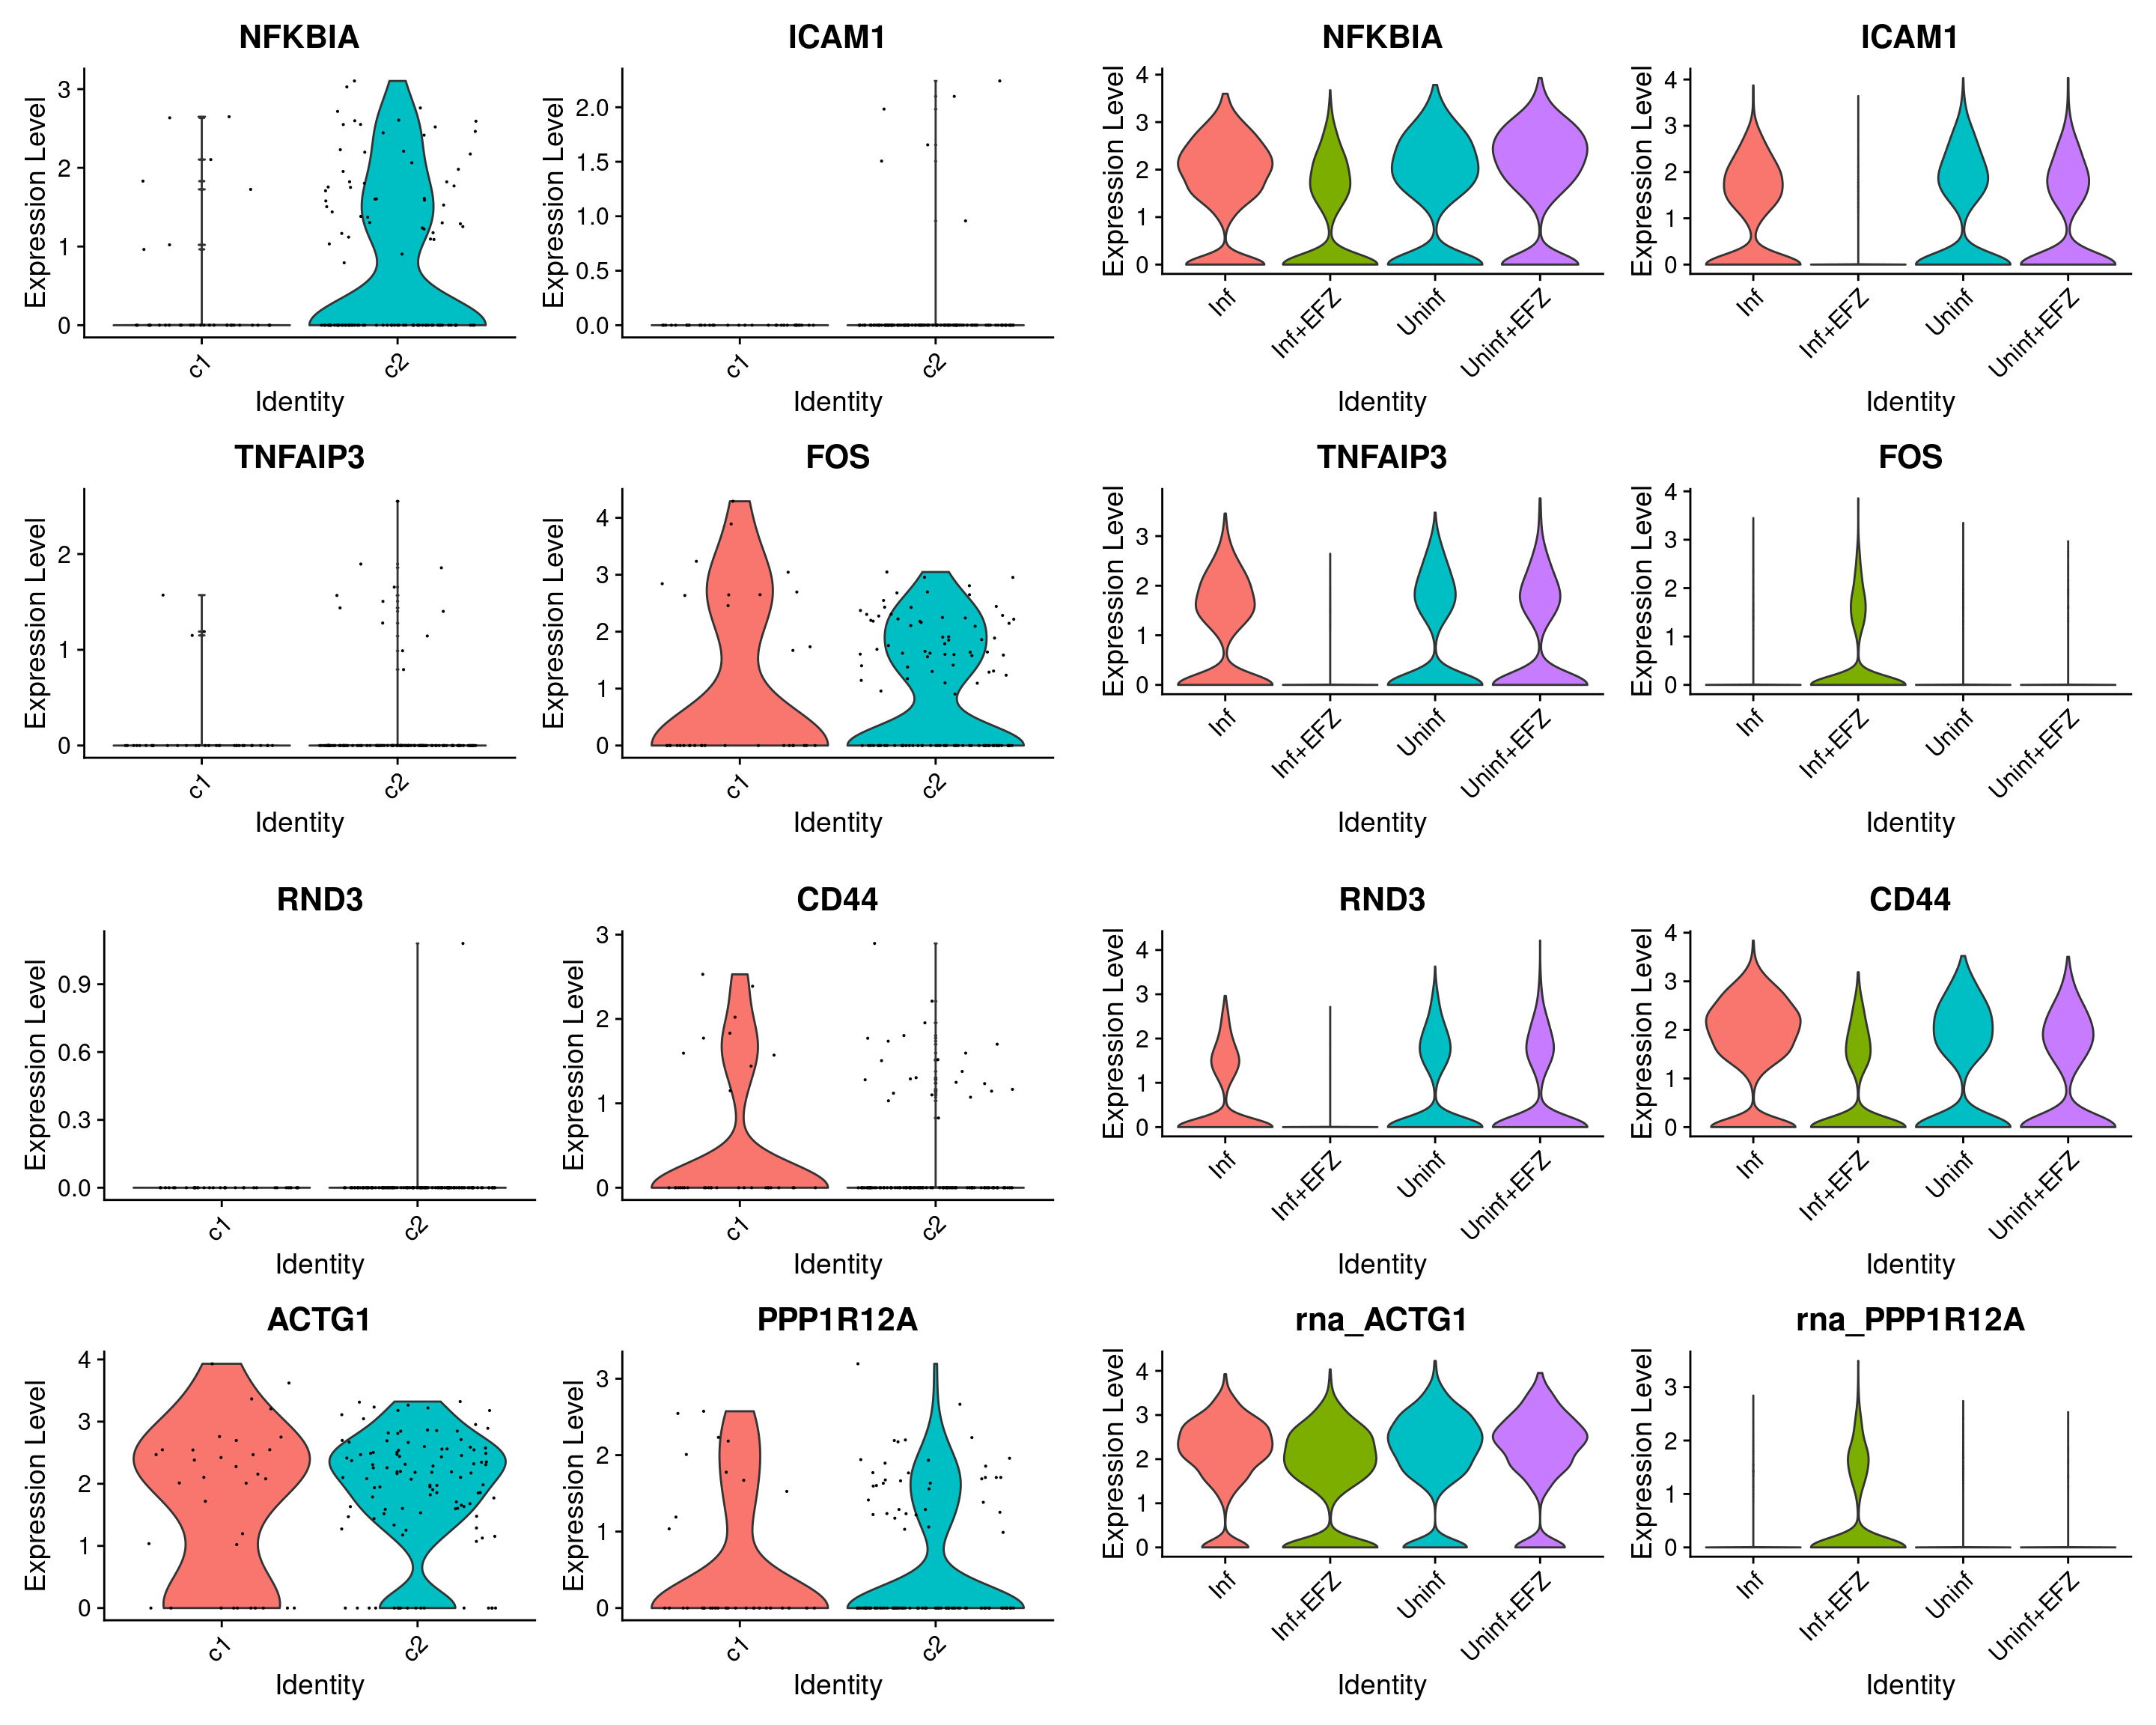 NFKBIA
Expression Level
3
2
1
0
c1
c2
Identity
ICAM1
Expression Level
2.0
1.5
1.0
0.5
0.0
c1
c2
Identity
NFKBIA
Expression Level
4
3
2
1
0
Inf
Inf+EFZ
Uninf
Uninf+EFZ
Identity
ICAM1
Expression Level
4
3
2
1
0
Inf
Inf+EFZ
Uninf
Uninf+EFZ
Identity
TNFAIP3
Expression Level
2
1
0
c1
c2
Identity
FOS
Expression Level
4
3
2
1
0
c1
c2
Identity
TNFAIP3
Expression Level
3
2
1
0
Inf
Inf+EFZ
Uninf
Uninf+EFZ
Identity
FOS
Expression Level
4
3
2
1
0
Inf
Inf+EFZ
Uninf
Uninf+EFZ
Identity
RND3
Expression Level
0.9
0.6
0.3
0.0
c1
c2
Identity
CD44
Expression Level
3
2
1
0
c1
c2
Identity
RND3
Expression Level
4
3
2
1
0
Inf
Inf+EFZ
Uninf
Uninf+EFZ
Identity
CD44
Expression Level
4
3
2
1
0
Inf
Inf+EFZ
Uninf
Uninf+EFZ
Identity
ACTG1
Expression Level
4
3
2
1
0
c1
c2
Identity
PPP1R12A
Expression Level
3
2
1
0
c1
c2
Identity
rna_ACTG1
Expression Level
4
3
2
1
0
Inf
Inf+EFZ
Uninf
Uninf+EFZ
Identity
rna_PPP1R12A
Expression Level
3
2
1
0
Inf
Inf+EFZ
Uninf
Uninf+EFZ
Identity